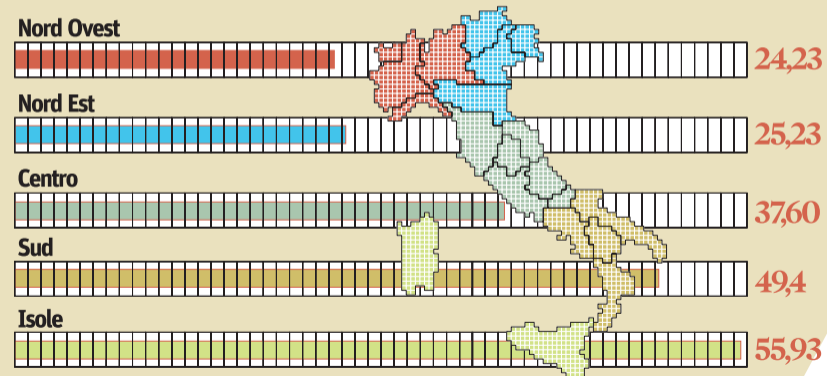 Nord Ovest
24,23
Nord Est
25,23
Centro
37,60
Sud
49,4
Isole
55,93